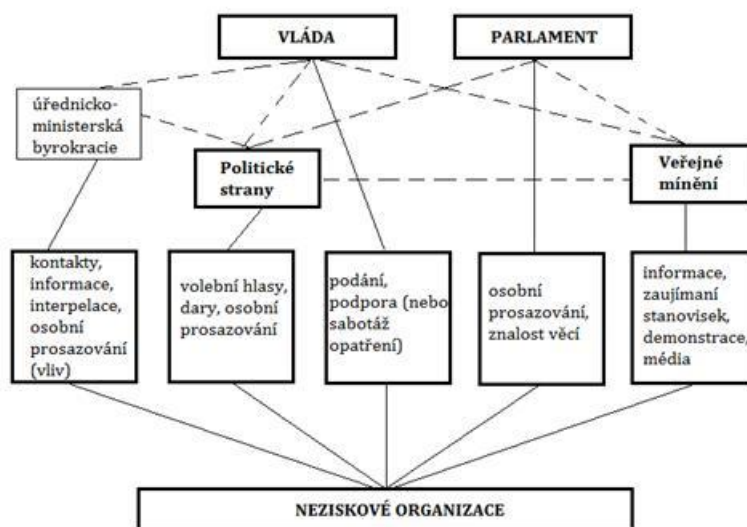 VLÁDA
PARLAMENT
úřednicko-
ministerská
byrokracie
Politické
strany
Veřejné
mínění
kontakty,
informace,
interpelace,
osobní
prosazování
(vliv)
volební hlasy,
dary, osobní
prosazování
podání,
podpora (nebo
sabotáž
opatření)
osobní
prosazování,
znalost věcí
informace,
zaujímaní
stanovisek,
demonstrace,
média
NEZISKOVÉ ORGANIZACE